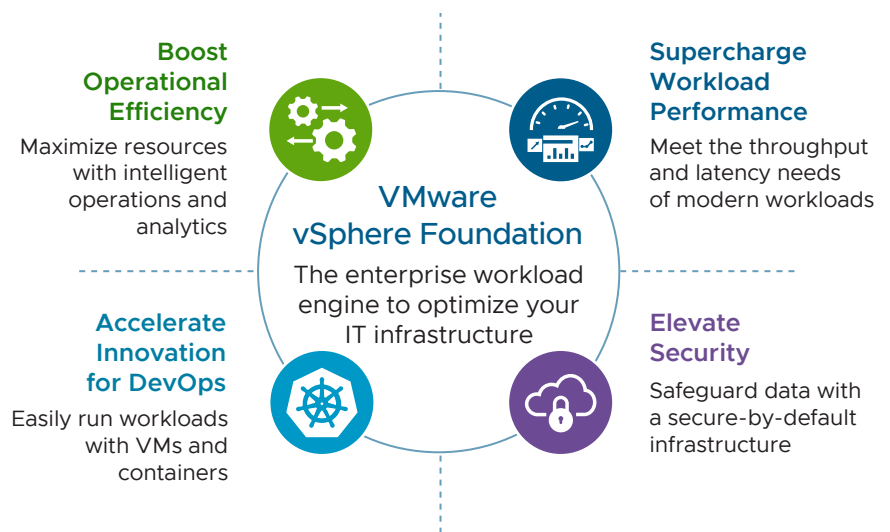 Boost
Operational
Efficiency
Maximize resources
with intelligent
operations and
analytics
Supercharge
Workload
Performance
Meet the throughput
and latency needs
of modern workloads
VMware
vSphere Foundation
The enterprise workload
engine to optimize your
IT infrastructure
Accelerate
Innovation
for DevOps
Easily run workloads
with VMs and
containers
Elevate
Security
Safeguard data with
a secure-by-default
infrastructure